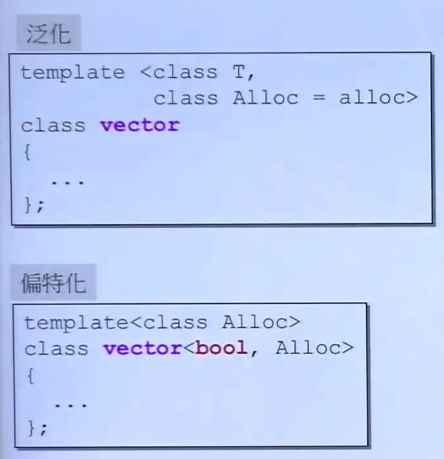 泛化
template <class T,
          class Alloc = alloc>
class vector
{
  ...
};
偏特化
template<class Alloc>
class vector<bool, Alloc>
{
  ...
};